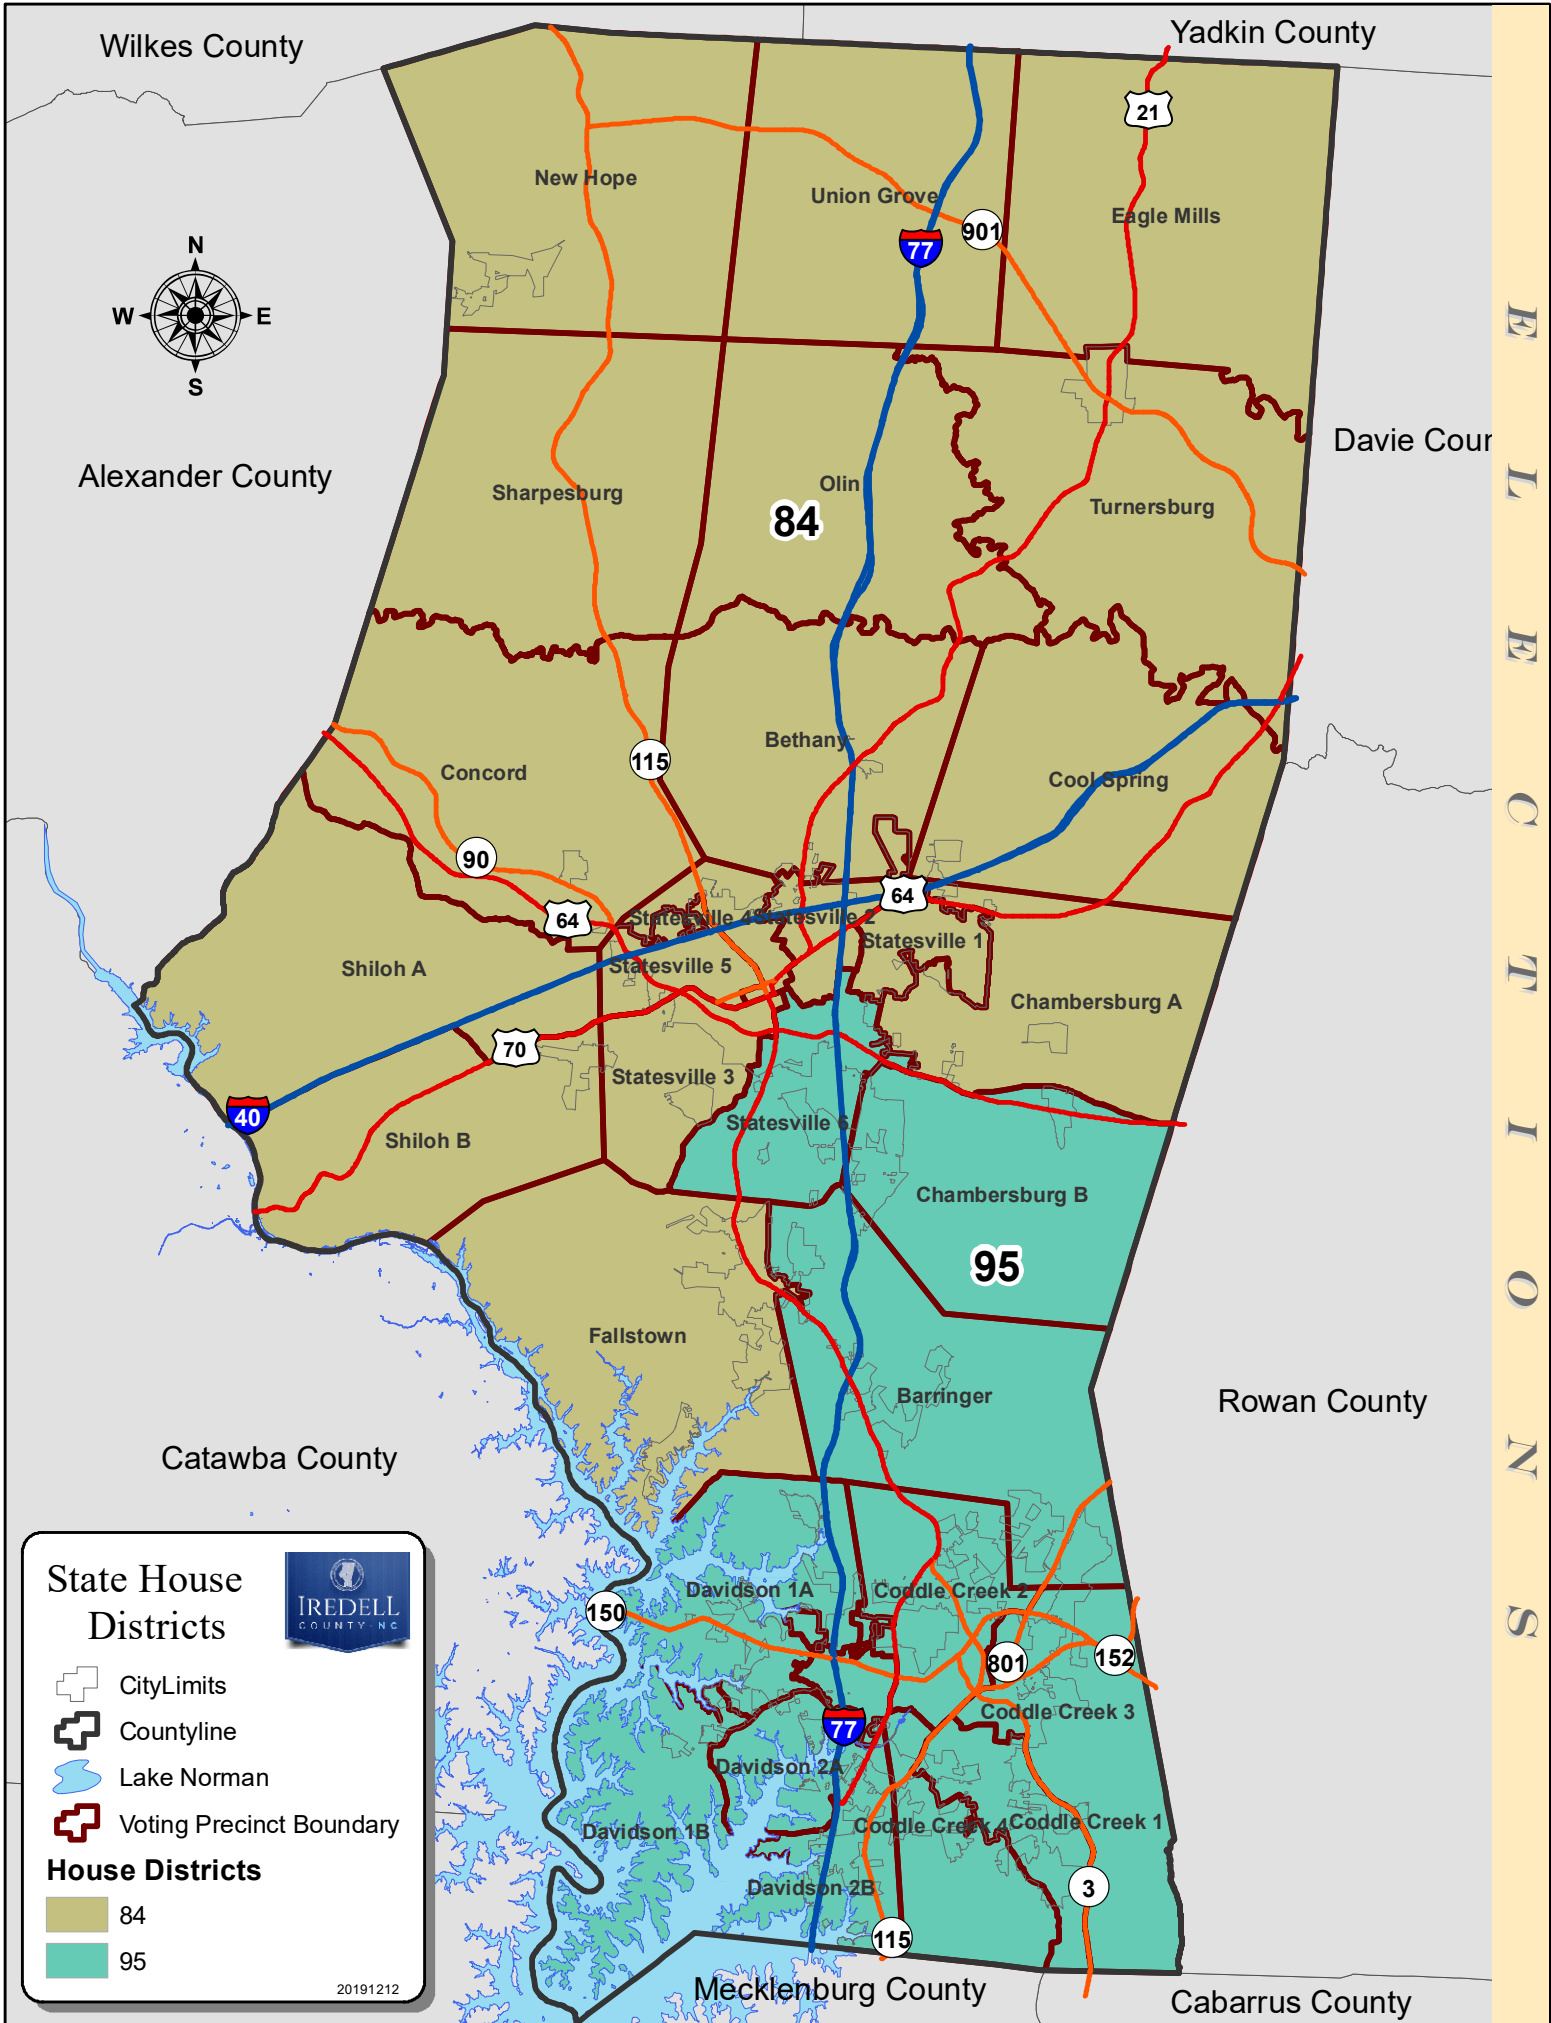 Wilkes County
Yadkin County
21
New Hope
Union Grove
Eagle Mills
901
77
N
W
E
S
E
Davie Coun
Alexander County
L
Olin
Sharpesburg
84
Turnersburg
E
Bethany
115
Concord
Cool Spring
C
90
64
64
Statesville 4
Statesville 2
Statesville 1
Shiloh A
Statesville 5
T
Chambersburg A
70
Statesville 3
40
Statesville 6
I
Shiloh B
Chambersburg B
95
O
Fallstown
Barringer
Rowan County
Catawba County
N
State House
Districts
IREDELL
COUNTY·NC
CityLimits
Countyline
Lake Norman
Voting Precinct Boundary
House Districts
84
95
20191212
Davidson 1A
Coddle Creek 2
150
S
801
152
Coddle Creek 3
77
Davidson 2A
Davidson 1B
Coddle Creek 4
Coddle Creek 1
Davidson 2B
3
115
Mecklenburg County
Cabarrus County